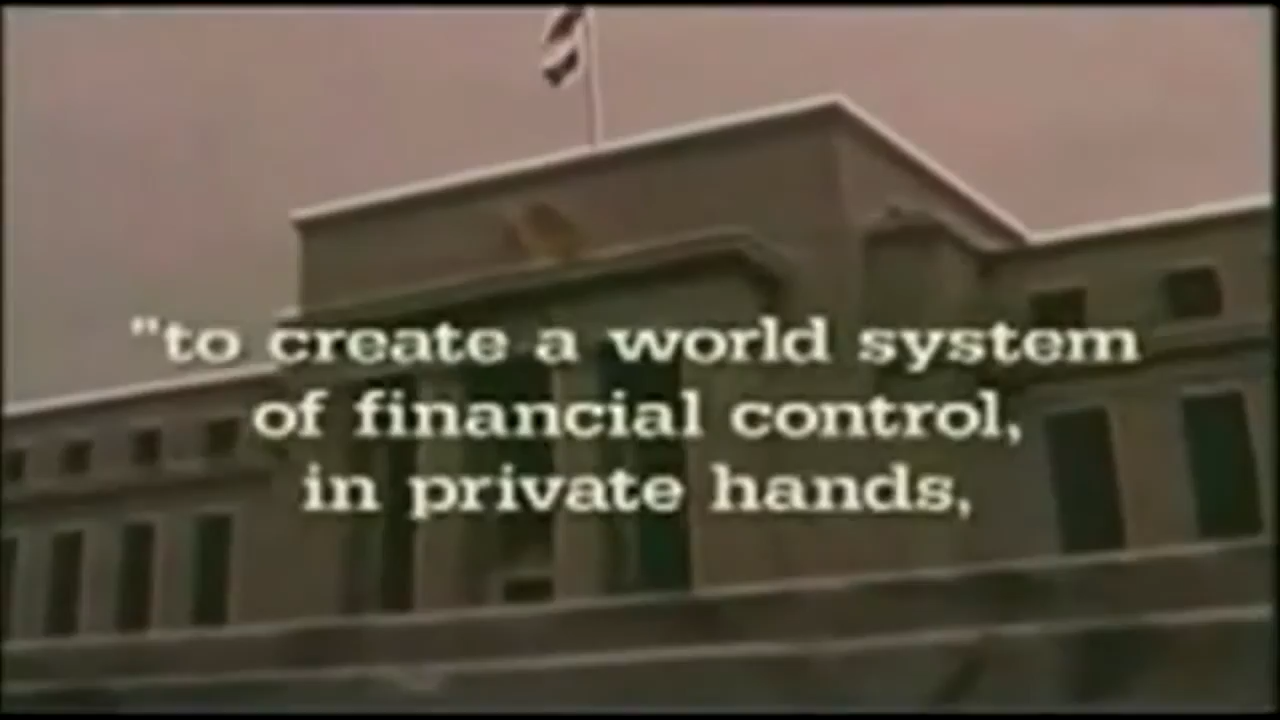 "to create a world system
of financial control,
in private hands,